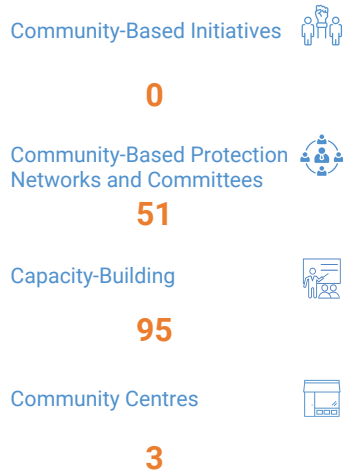 Community-Based Initiatives
0
Community-Based Protection
Networks and Committees
51
Capacity-Building
95
Community Centres
3